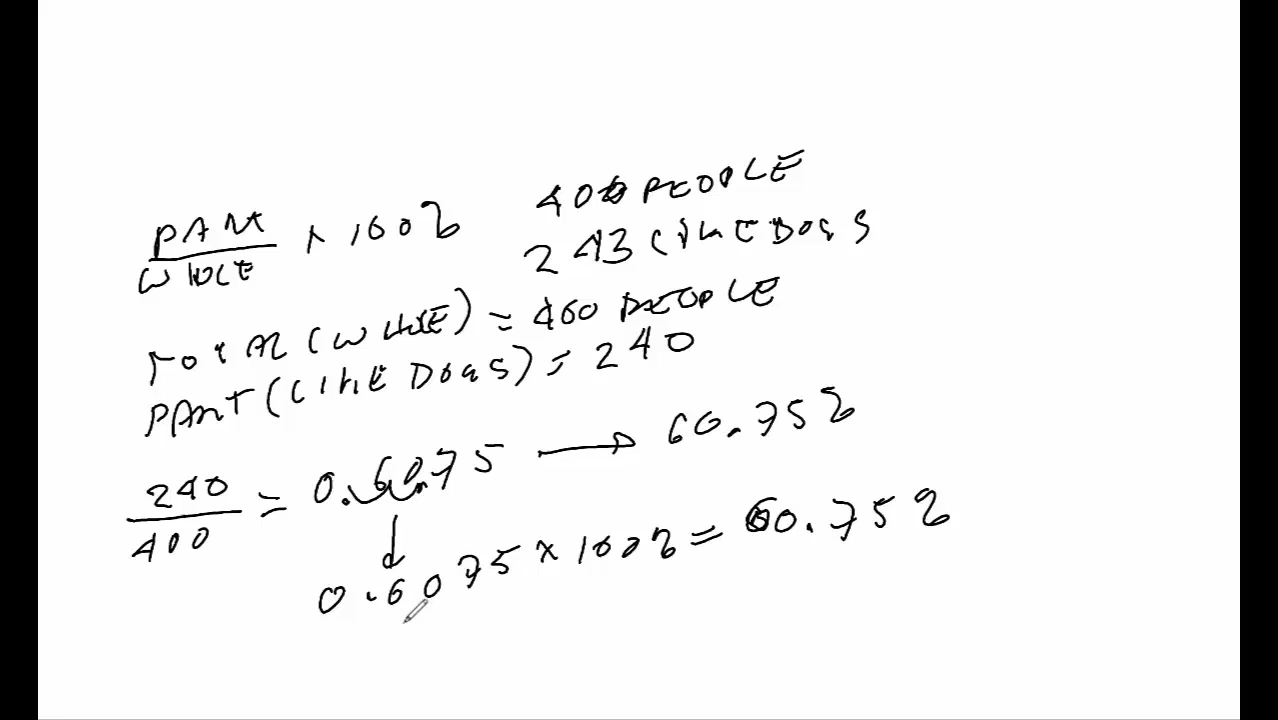 PART
WHOLE
× 100%
400 PEOPLE
243 LIKE DOGS
TOTAL (WHOLE) = 400 PEOPLE
PART (LIKE DOGS) = 240
240
400
= 0.6075 → 60.75%
0.6075 × 100% = 60.75%